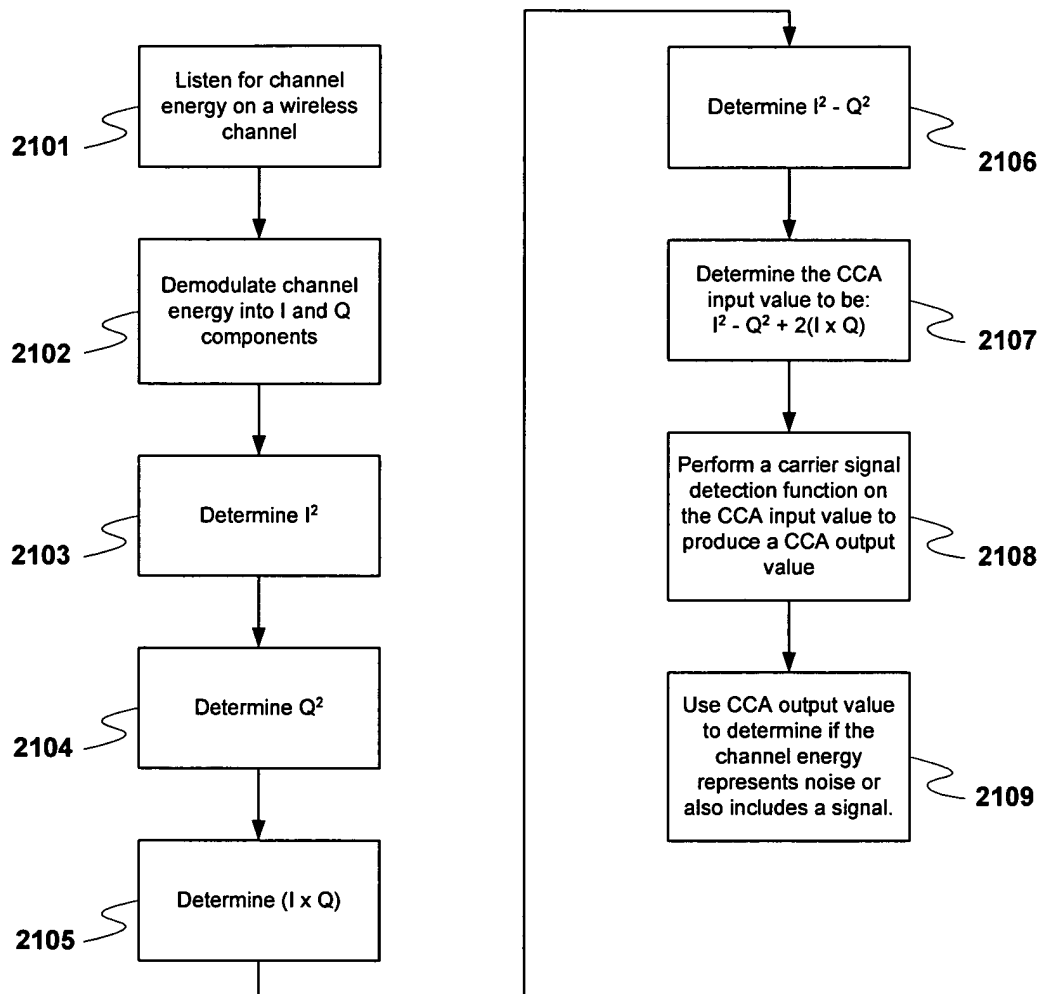 Listen for channel
energy on a wireless
channel
2101
Demodulate channel
energy into I and Q
components
2102
Determine I²
2103
Determine Q²
2104
Determine (I x Q)
2105
Determine I² - Q²
2106
Determine the CCA
input value to be:
I² - Q² + 2(I x Q)
2107
Perform a carrier signal
detection function on
the CCA input value to
produce a CCA output
value
2108
Use CCA output value
to determine if the
channel energy
represents noise or
also includes a signal.
2109